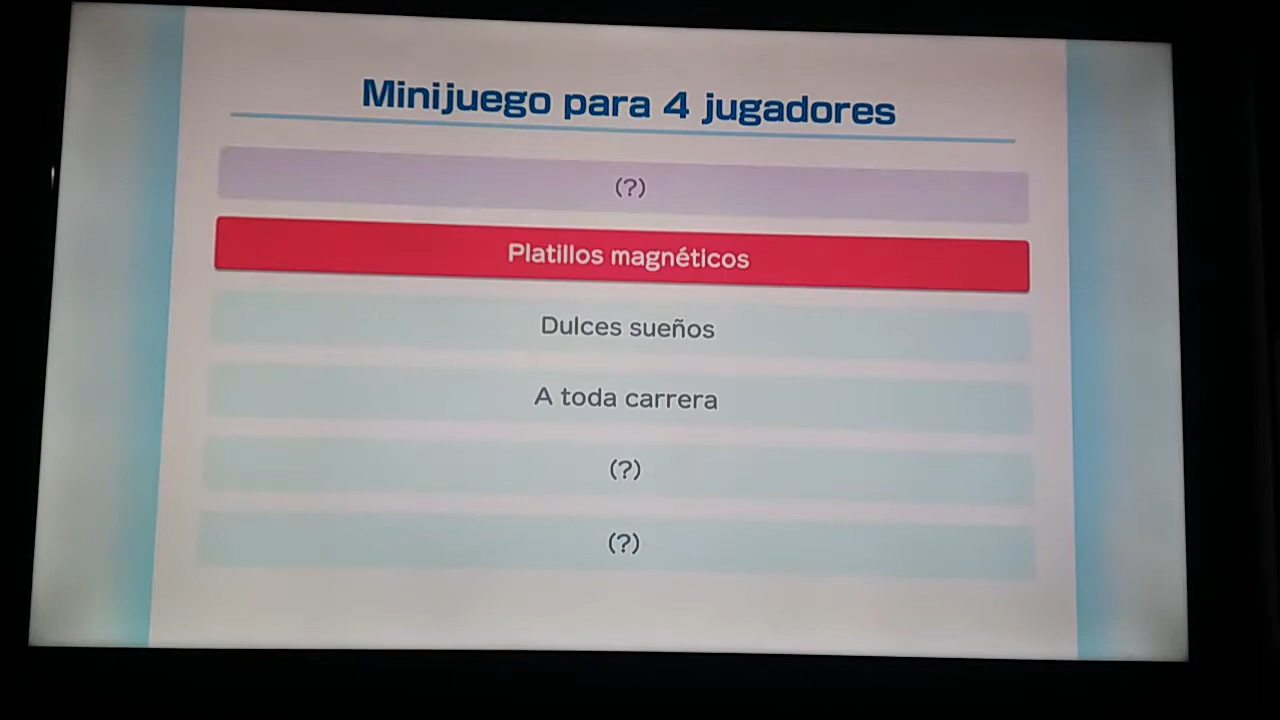 Minijuego para 4 jugadores
(?)
Platillos magnéticos
Dulces sueños
A toda carrera
(?)
(?)